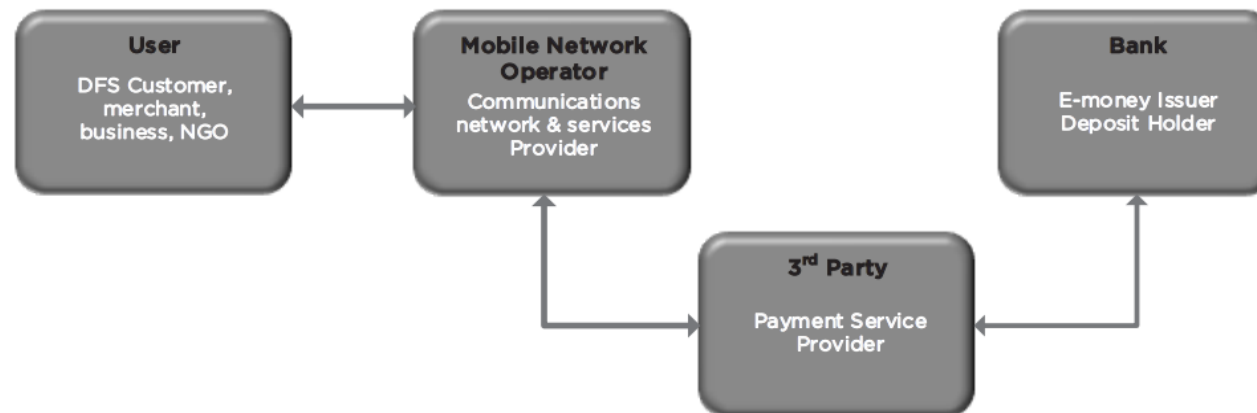 User
DFS Customer,
merchant,
business, NGO
Mobile Network
Operator
Communications
network & services
Provider
Bank
E-money Issuer
Deposit Holder
3rd Party
Payment Service
Provider